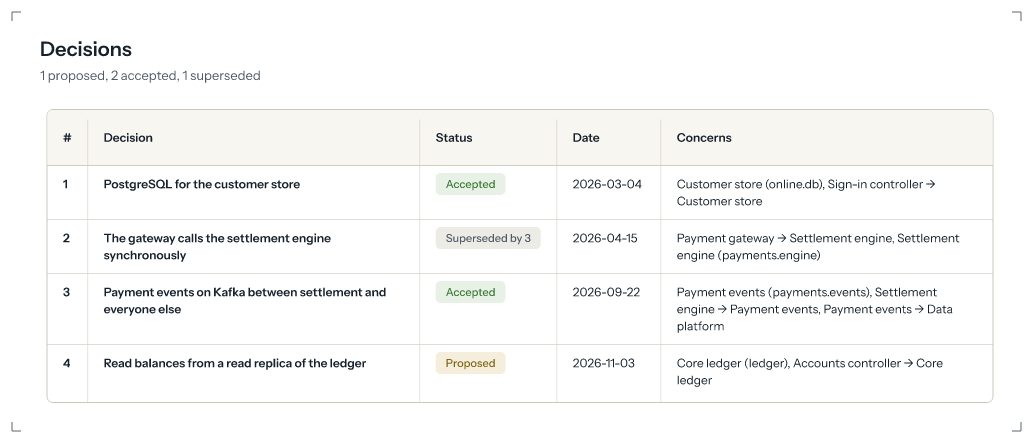 Decisions
1 proposed, 2 accepted, 1 superseded
# Decision Status Date Concerns
1 PostgreSQL for the customer store Accepted 2026-03-04 Customer store (online.db), Sign-in controller →
Customer store
2 The gateway calls the settlement engine Superseded by 3 2026-04-15 Payment gateway → Settlement engine, Settlement
synchronously engine (payments.engine)
3 Payment events on Kafka between settlement and Accepted 2026-09-22 Payment events (payments.events), Settlement
everyone else engine → Payment events, Payment events → Data
platform
4 Read balances from a read replica of the ledger Proposed 2026-11-03 Core ledger (ledger), Accounts controller → Core
ledger